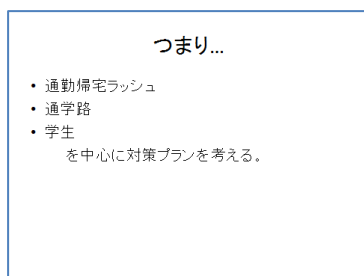 つまり...
• 通勤帰宅ラッシュ
• 通学路
• 学生
を中心に対策プランを考える。